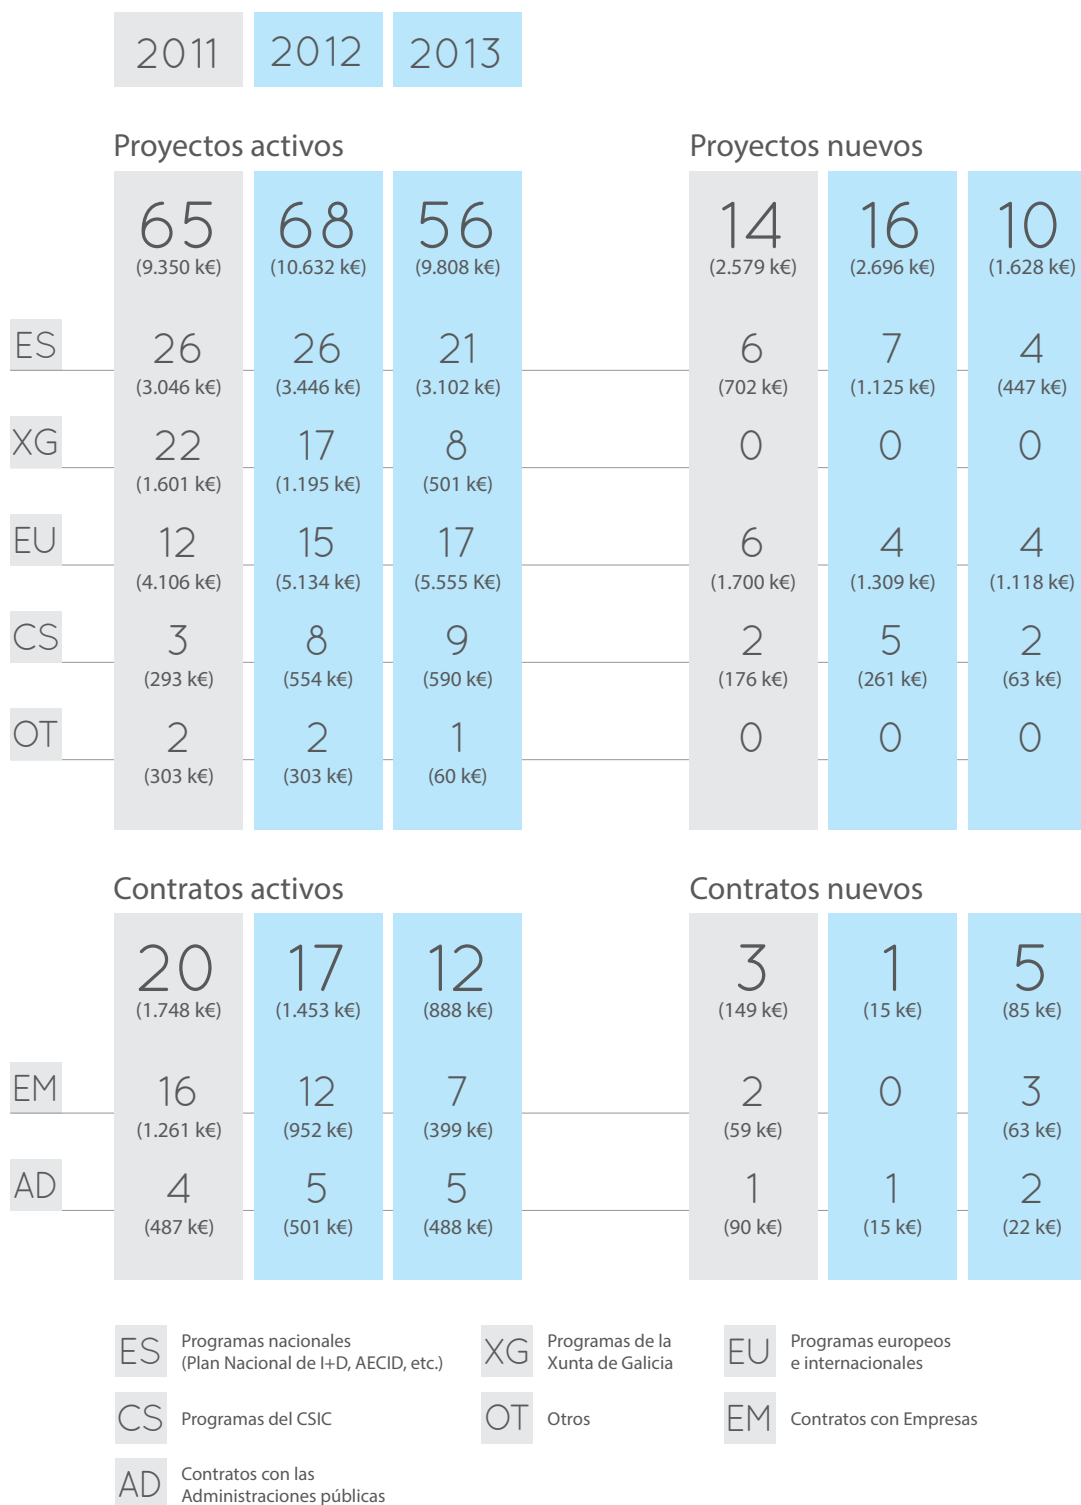 2011 2012 2013
Proyectos activos Proyectos nuevos
65 68 56 14 16 10
(9.350 k€) (10.632 k€) (9.808 k€) (2.579 k€) (2.696 k€) (1.628 k€)
ES 26 26 21 6 7 4
(3.046 k€) (3.446 k€) (3.102 k€) (702 k€) (1.125 k€) (447 k€)
XG 22 17 8 0 0 0
(1.601 k€) (1.195 k€) (501 k€)
EU 12 15 17 6 4 4
(4.106 k€) (5.134 k€) (5.555 K€) (1.700 k€) (1.309 k€) (1.118 k€)
CS 3 8 9 2 5 2
(293 k€) (554 k€) (590 k€) (176 k€) (261 k€) (63 k€)
OT 2 2 1 0 0 0
(303 k€) (303 k€) (60 k€)
Contratos activos Contratos nuevos
20 17 12 3 1 5
(1.748 k€) (1.453 k€) (888 k€) (149 k€) (15 k€) (85 k€)
EM 16 12 7 2 0 3
(1.261 k€) (952 k€) (399 k€) (59 k€) (63 k€)
AD 4 5 5 1 1 2
(487 k€) (501 k€) (488 k€) (90 k€) (15 k€) (22 k€)
ES Programas nacionales
(Plan Nacional de I+D, AECID, etc.)
XG Programas de la
Xunta de Galicia
EU Programas europeos
e internacionales
CS Programas del CSIC
OT Otros
EM Contratos con Empresas
AD Contratos con las
Administraciones públicas